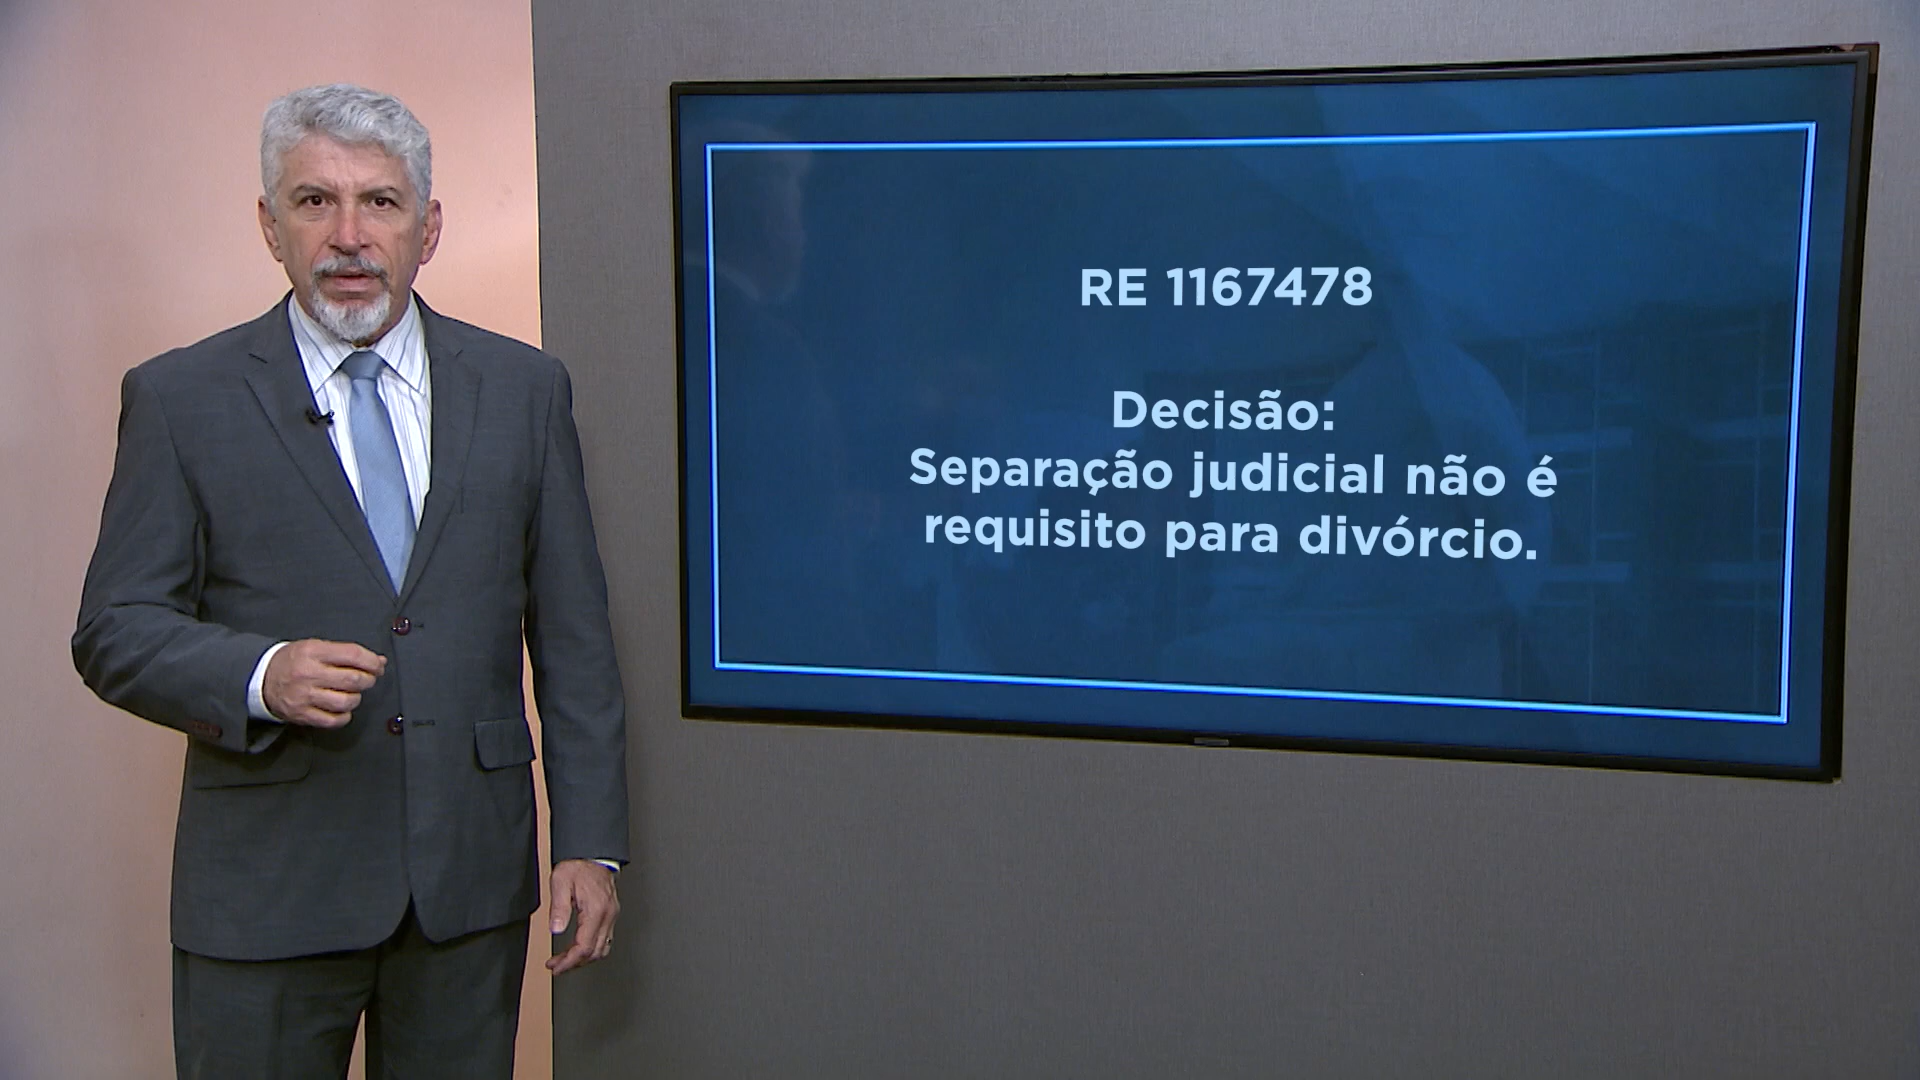 RE 1167478
Decisão:
Separação judicial não é
requisito para divórcio.